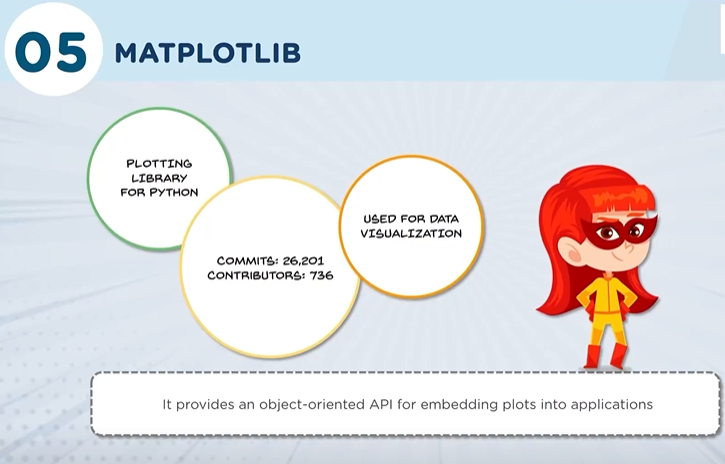 05
MATPLOTLIB
PLOTTING
LIBRARY
FOR PYTHON
COMMITS: 26,201
CONTRIBUTORS: 736
USED FOR DATA
VISUALIZATION
It provides an object-oriented API for embedding plots into applications